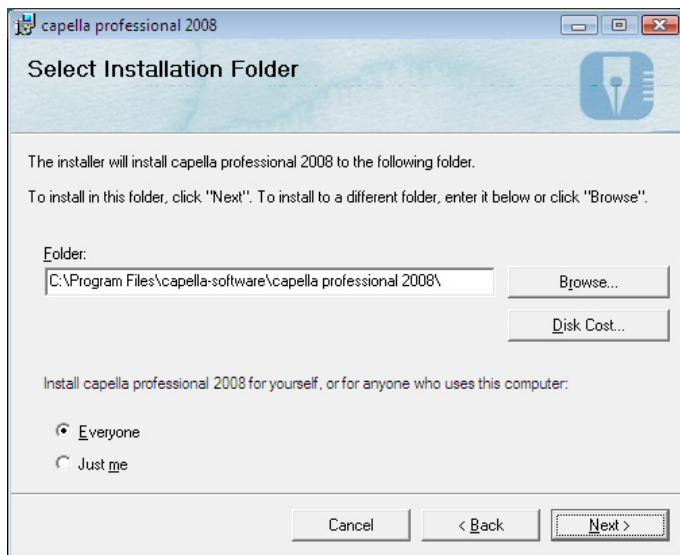 capella professional 2008
Select Installation Folder
The installer will install capella professional 2008 to the following folder.
To install in this folder, click "Next". To install to a different folder, enter it below or click "Browse".
Folder:
C:\Program Files\capella-software\capella professional 2008\
Browse...
Disk Cost...
Install capella professional 2008 for yourself, or for anyone who uses this computer:
Everyone
Just me
Cancel
< Back
Next >